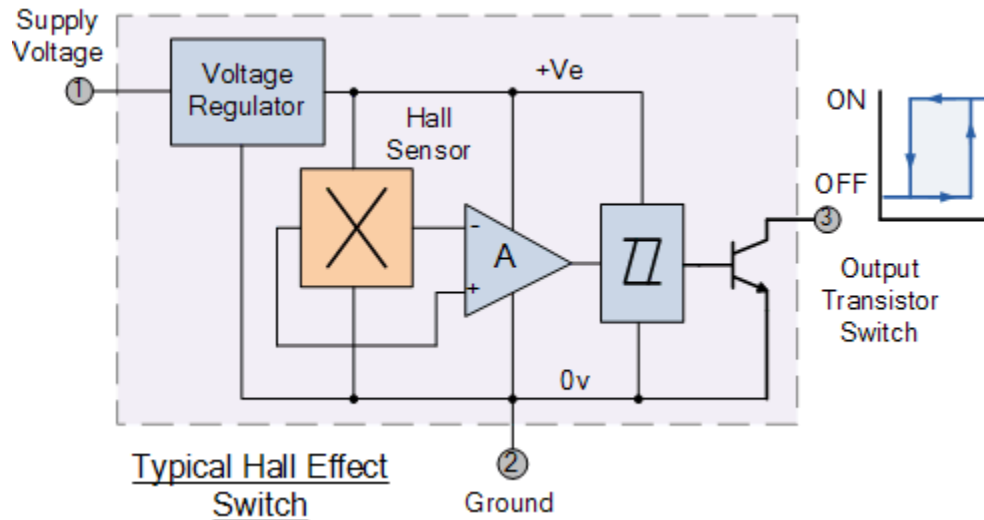 Supply
Voltage
1
Voltage
Regulator
+Ve
Hall
Sensor
ON
OFF
-
+
A
3
Output
Transistor
Switch
0v
2
Ground
Typical Hall Effect
Switch